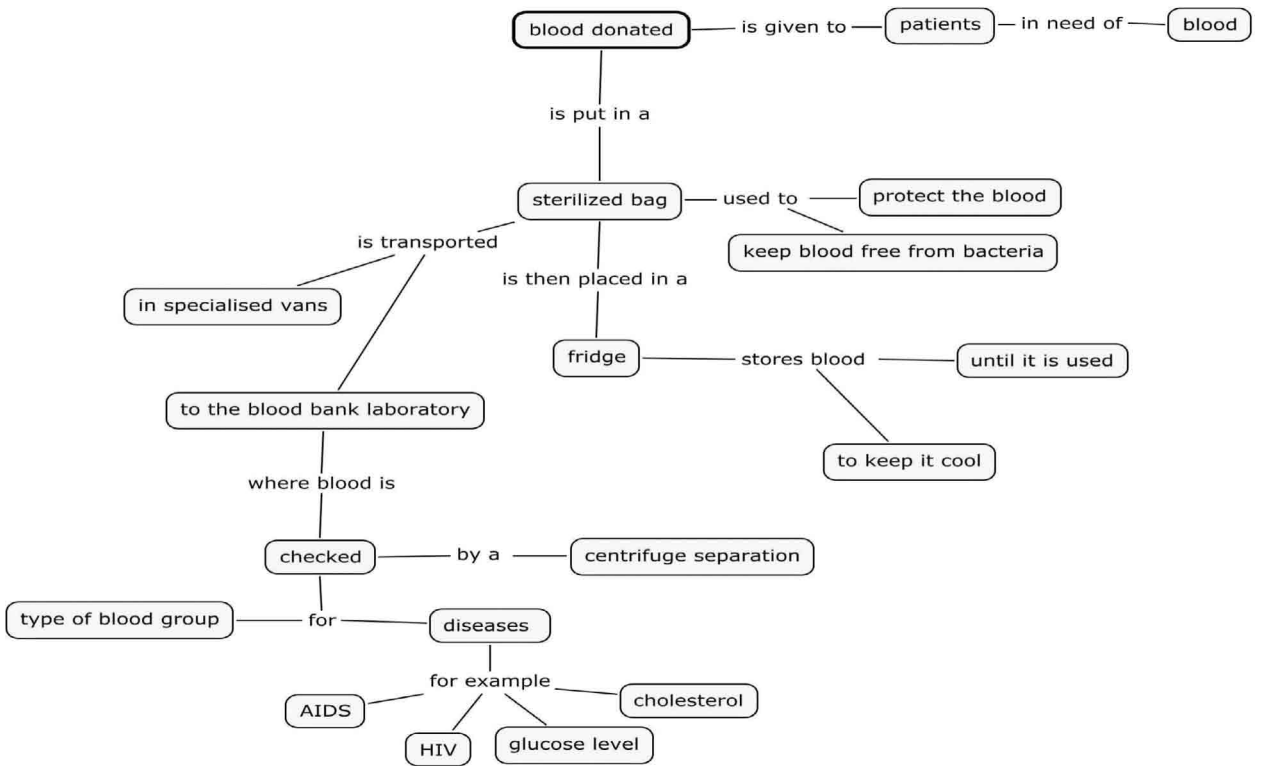 blood donated
is given to
patients
in need of
blood
is put in a
sterilized bag
used to
protect the blood
keep blood free from bacteria
is transported
in specialised vans
is then placed in a
fridge
stores blood
until it is used
to keep it cool
to the blood bank laboratory
where blood is
checked
by a
centrifuge separation
type of blood group
for
diseases
for example
AIDS
HIV
glucose level
cholesterol